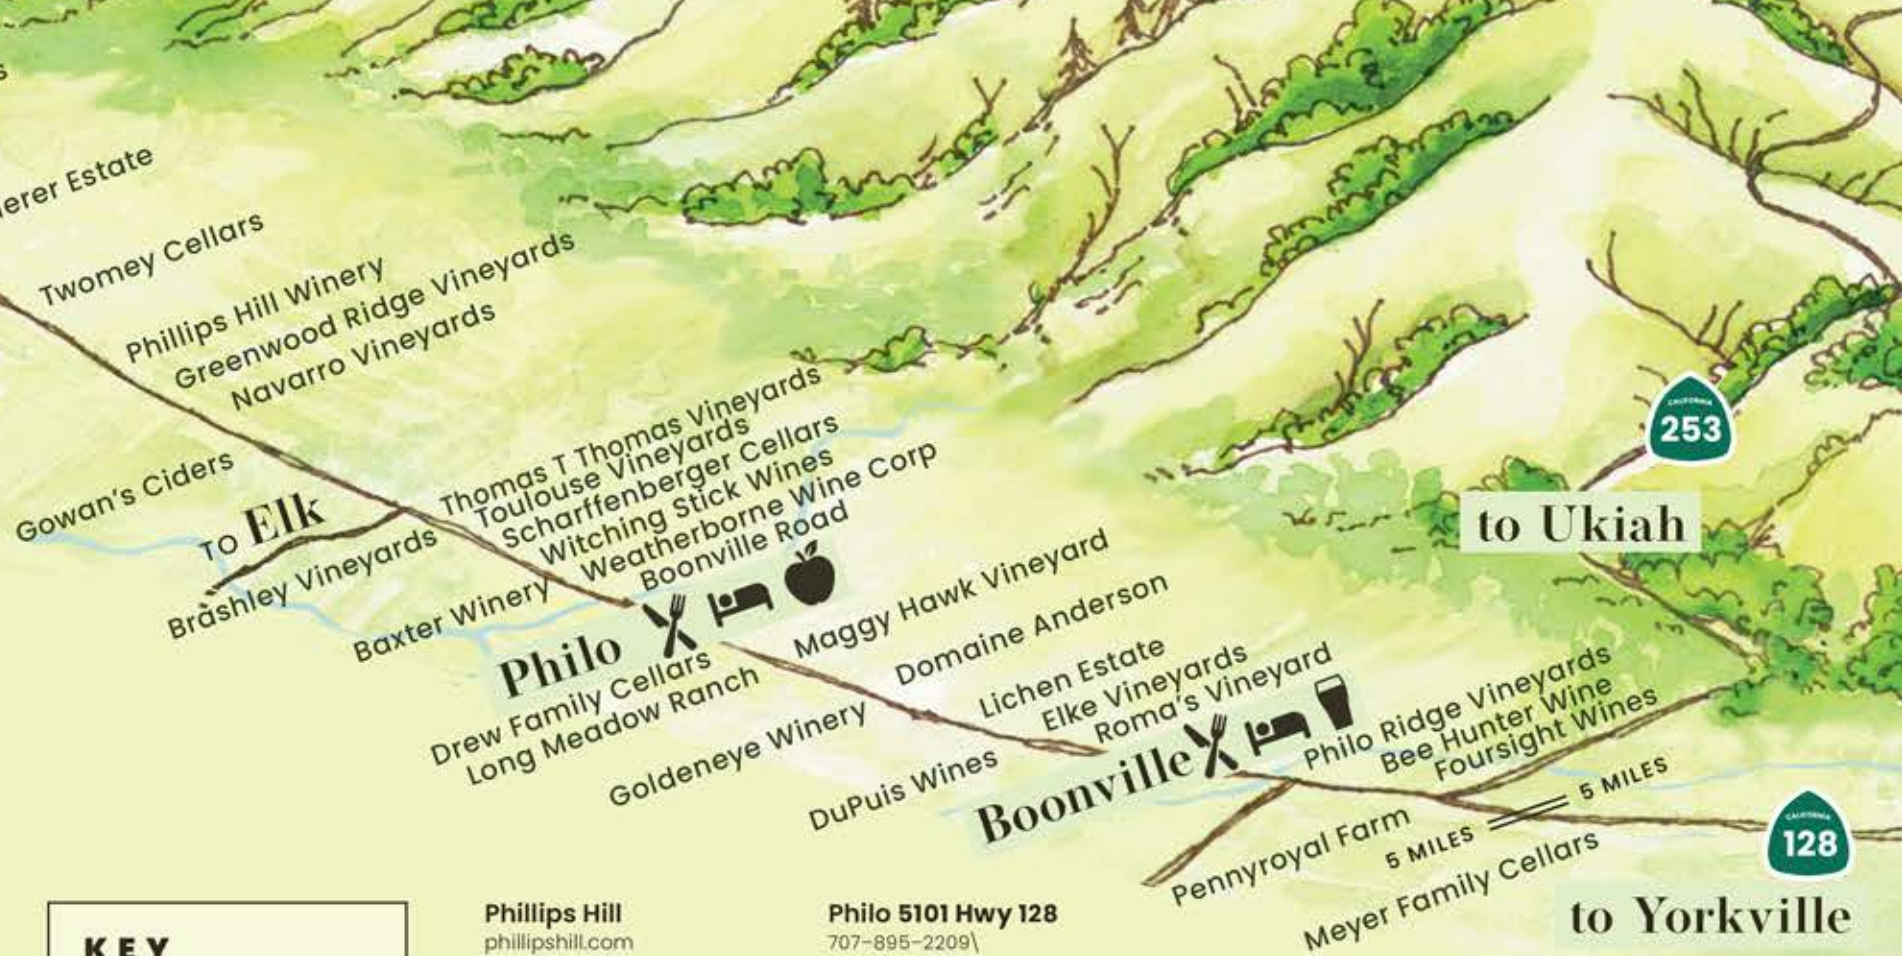 erer Estate
Twomey Cellars
Phillips Hill Winery
Greenwood Ridge Vineyards
Navarro Vineyards
Gowan's Ciders
TO Elk
Brashley Vineyards
Baxter Winery
Thomas T Thomas Vineyards
Toulouse Vineyards
Scharffenberger Cellars
Witching Stick Wines
Weatherborne Wine Corp
Boonville Road
Philo
Drew Family Cellars
Long Meadow Ranch
Goldeneye Winery
DuPuis Wines
Maggy Hawk Vineyard
Domaine Anderson
Lichen Estate
Elke Vineyards
Roma's Vineyard
Boonville
Philo Ridge Vineyards
Bee Hunter Wine
Foursight Wines
CALIFORNIA
253
to Ukiah
5 MILES
5 MILES
Pennyroyal Farm
Meyer Family Cellars
CALIFORNIA
128
to Yorkville
KEY
Phillips Hill
phillipshill.com
Philo 5101 Hwy 128
707-895-2209\